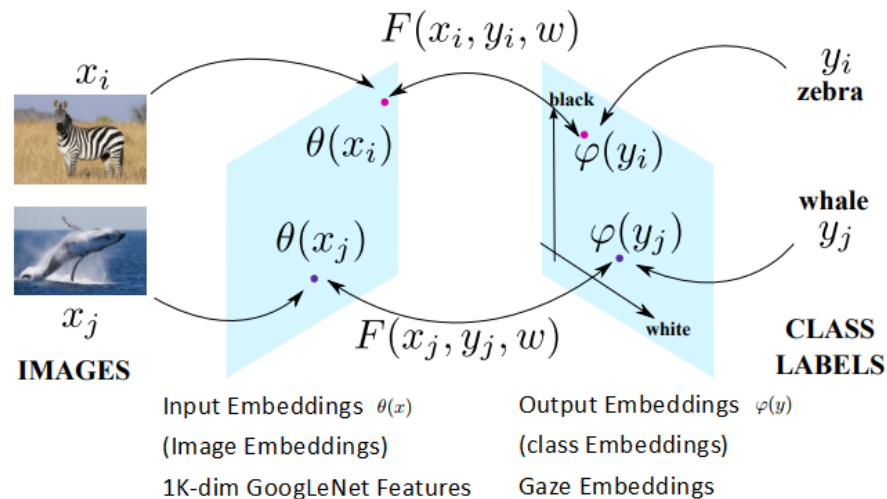 F(x_i, y_i, w)
x_i
y_i
zebra
black
θ(x_i)
φ(y_i)
whale
y_j
θ(x_j)
φ(y_j)
x_j
F(x_j, y_j, w)
white
IMAGES
CLASS
LABELS
Input Embeddings θ(x)
(Image Embeddings)
1K-dim GoogLeNet Features
Output Embeddings φ(y)
(class Embeddings)
Gaze Embeddings